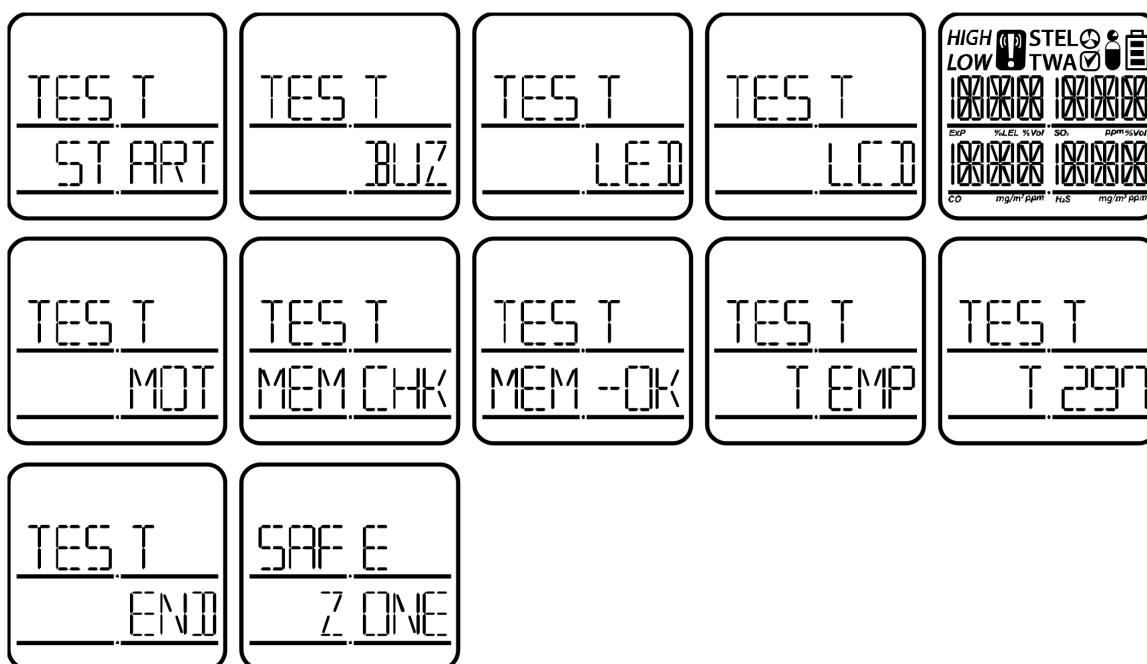 TEST
START
TEST
BUZ
TEST
LED
TEST
LCD
HIGH STEL
LOW TWA
ExP %LEL %Vol SO₂ ppm %Vol
CO mg/m³ ppm H₂S mg/m³ ppm
TEST
MOT
TEST
MEM CHK
TEST
MEM -OK
TEST
TEMP
TEST
T 297
TEST
END
SAFE
ZONE